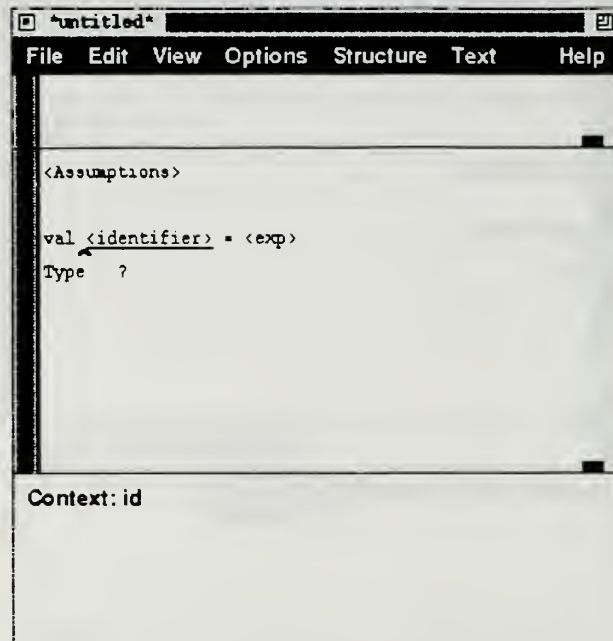 *untitled*
File Edit View Options Structure Text Help
<Assumptions>
val <identifier> = <exp>
Type ?
Context: id